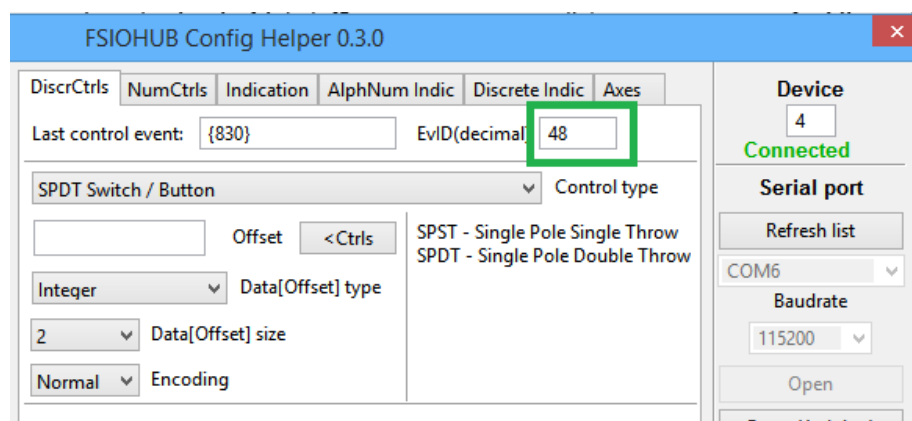 FSIOHUB Config Helper 0.3.0
DiscrCtrls NumCtrls Indication AlphNum Indic Discrete Indic Axes
Last control event: {830} EvID(decimal) 48
SPDT Switch / Button Control type
Offset <Ctrls
SPST - Single Pole Single Throw
SPDT - Single Pole Double Throw
Integer Data[Offset] type
2 Data[Offset] size
Normal Encoding
Device
4
Connected
Serial port
Refresh list
COM6
Baudrate
115200
Open